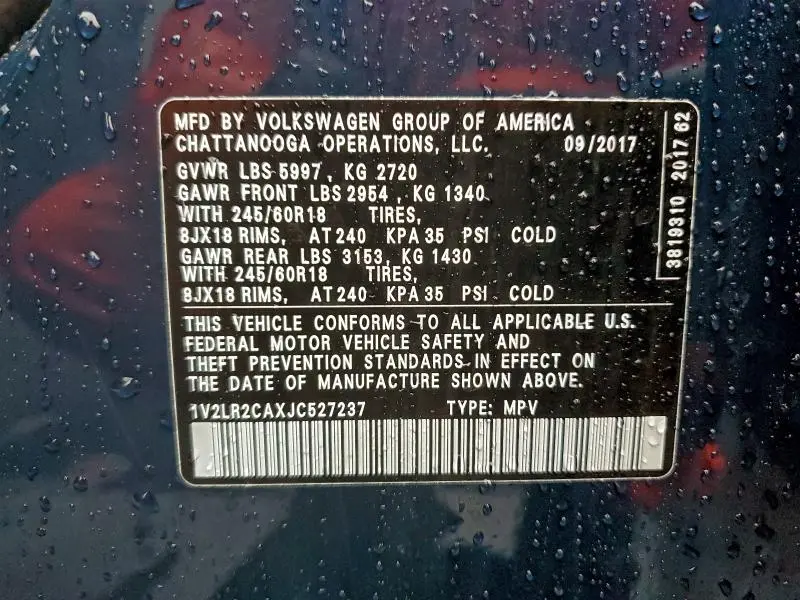 MFD BY VOLKSWAGEN GROUP OF AMERICA
CHATTANOOGA OPERATIONS, LLC. 09/2017
GVWR LBS 5997, KG 2720
GAWR FRONT LBS 2954, KG 1340
WITH 245/60R18 TIRES,
8JX18 RIMS, AT 240 KPA 35 PSI COLD
GAWR REAR LBS 3153, KG 1430
WITH 245/60R18 TIRES,
8JX18 RIMS, AT 240 KPA 35 PSI COLD
THIS VEHICLE CONFORMS TO ALL APPLICABLE U.S.
FEDERAL MOTOR VEHICLE SAFETY AND
THEFT PREVENTION STANDARDS IN EFFECT ON
THE DATE OF MANUFACTURE SHOWN ABOVE.
1V2LR2CAXJC527237 TYPE: MPV
3819310 2017 62